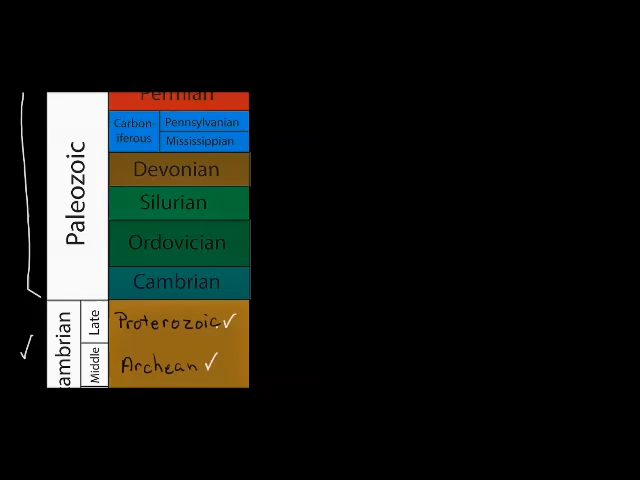 Permian
Carbon-
iferous
Pennsylvanian
Mississippian
Devonian
Silurian
Ordovician
Cambrian
Paleozoic
Late
Proterozoic ✓
Middle
Archean ✓
ambrian